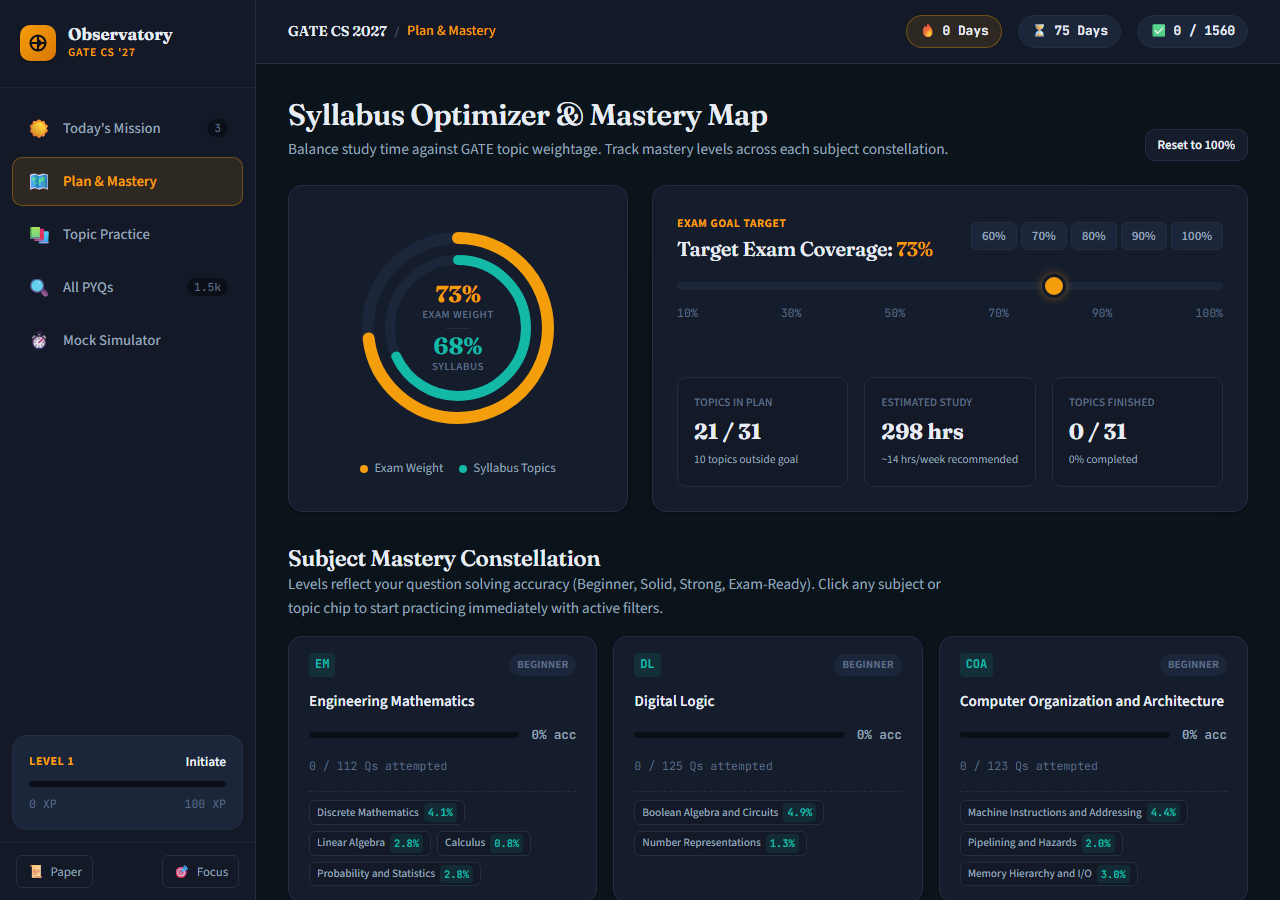 Observatory
GATE CS '27
Today's Mission 3
Plan & Mastery
Topic Practice
All PYQs 1.5k
Mock Simulator
LEVEL 1 Initiate
0 XP 100 XP
Paper Focus
GATE CS 2027 / Plan & Mastery
0 Days 75 Days 0 / 1560
Syllabus Optimizer & Mastery Map
Balance study time against GATE topic weightage. Track mastery levels across each subject constellation.
Reset to 100%
73%
EXAM WEIGHT
68%
SYLLABUS
Exam Weight Syllabus Topics
EXAM GOAL TARGET
Target Exam Coverage: 73%
60% 70% 80% 90% 100%
10% 30% 50% 70% 90% 100%
TOPICS IN PLAN
21 / 31
10 topics outside goal
ESTIMATED STUDY
298 hrs
~14 hrs/week recommended
TOPICS FINISHED
0 / 31
0% completed
Subject Mastery Constellation
Levels reflect your question solving accuracy (Beginner, Solid, Strong, Exam-Ready). Click any subject or
topic chip to start practicing immediately with active filters.
EM BEGINNER
Engineering Mathematics
0% acc
0 / 112 Qs attempted
Discrete Mathematics 4.1%
Linear Algebra 2.8% Calculus 0.8%
Probability and Statistics 2.8%
DL BEGINNER
Digital Logic
0% acc
0 / 125 Qs attempted
Boolean Algebra and Circuits 4.9%
Number Representations 1.3%
COA BEGINNER
Computer Organization and Architecture
0% acc
0 / 123 Qs attempted
Machine Instructions and Addressing 4.4%
Pipelining and Hazards 2.0%
Memory Hierarchy and I/O 3.0%